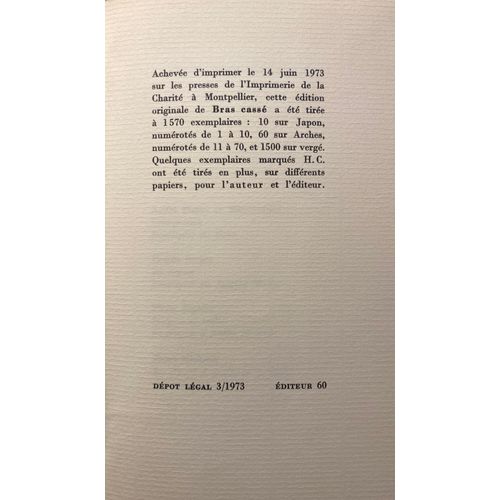 Achevée d'imprimer le 14 juin 1973
sur les presses de l'Imprimerie de la
Charité à Montpellier, cette édition
originale de Bras cassé a été tirée
à 1570 exemplaires : 10 sur Japon,
numérotés de 1 à 10, 60 sur Arches,
numérotés de 11 à 70, et 1500 sur vergé.
Quelques exemplaires marqués H. C.
ont été tirés en plus, sur différents
papiers, pour l'auteur et l'éditeur.
DÉPOT LÉGAL 3/1973 ÉDITEUR 60